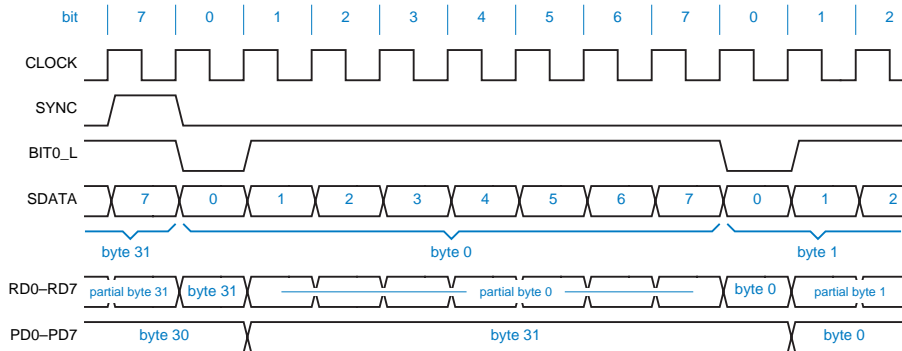 bit 7 0 1 2 3 4 5 6 7 0 1 2
CLOCK
SYNC
BIT0_L
SDATA 7 0 1 2 3 4 5 6 7 0 1 2
byte 31 byte 0 byte 1
RD0–RD7 partial byte 31 byte 31 partial byte 0 byte 0 partial byte 1
PD0–PD7 byte 30 byte 31 byte 0